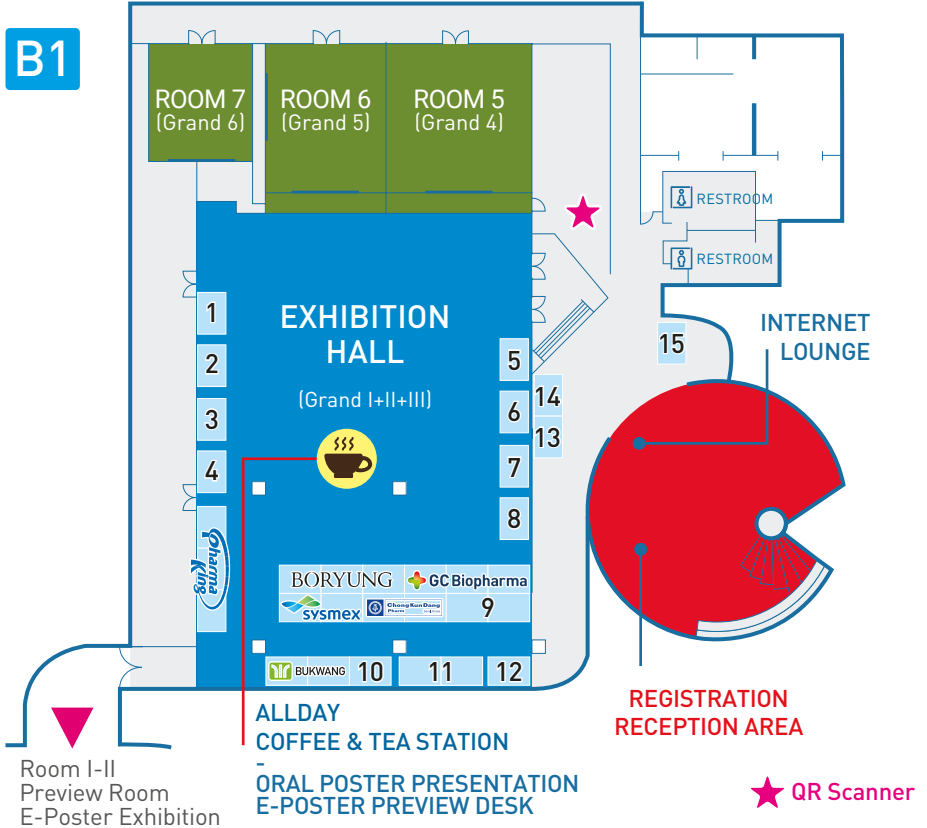 B1
ROOM 7
(Grand 6)
ROOM 6
(Grand 5)
ROOM 5
(Grand 4)
RESTROOM
RESTROOM
EXHIBITION
HALL
(Grand I+II+III)
1
2
3
4
5
6
7
8
14
13
15
INTERNET
LOUNGE
Pharma
King
BORYUNG
GC Biopharma
sysmex
ChongKunDang
Pharm
9
BUKWANG
10
11
12
REGISTRATION
RECEPTION AREA
ALLDAY
COFFEE & TEA STATION
-
ORAL POSTER PRESENTATION
E-POSTER PREVIEW DESK
Room I-II
Preview Room
E-Poster Exhibition
QR Scanner